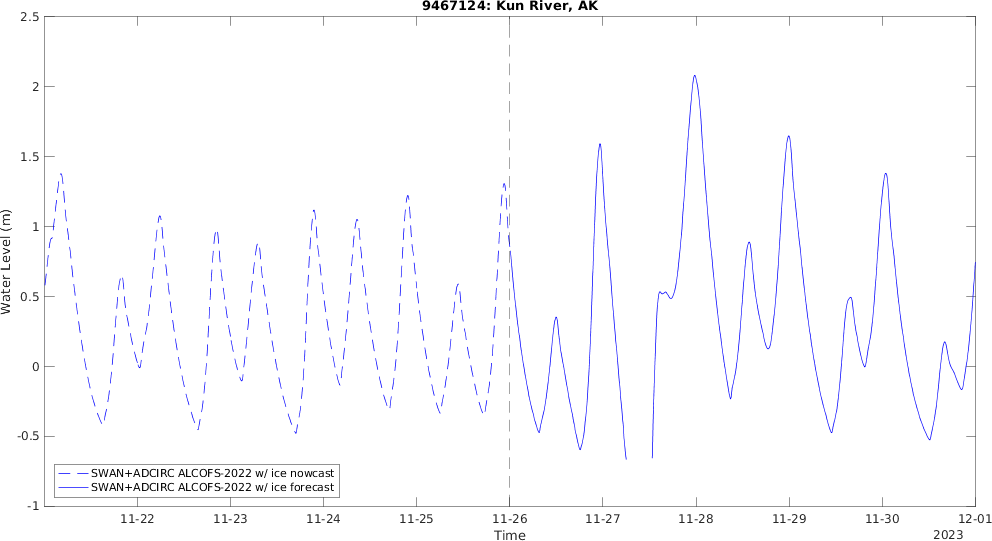 9467124: Kun River, AK
2.5
2
1.5
1
0.5
0
-0.5
-1
Water Level (m)
SWAN+ADCIRC ALCOFS-2022 w/ ice nowcast
SWAN+ADCIRC ALCOFS-2022 w/ ice forecast
11-22 11-23 11-24 11-25 11-26 11-27 11-28 11-29 11-30 12-01
Time
2023